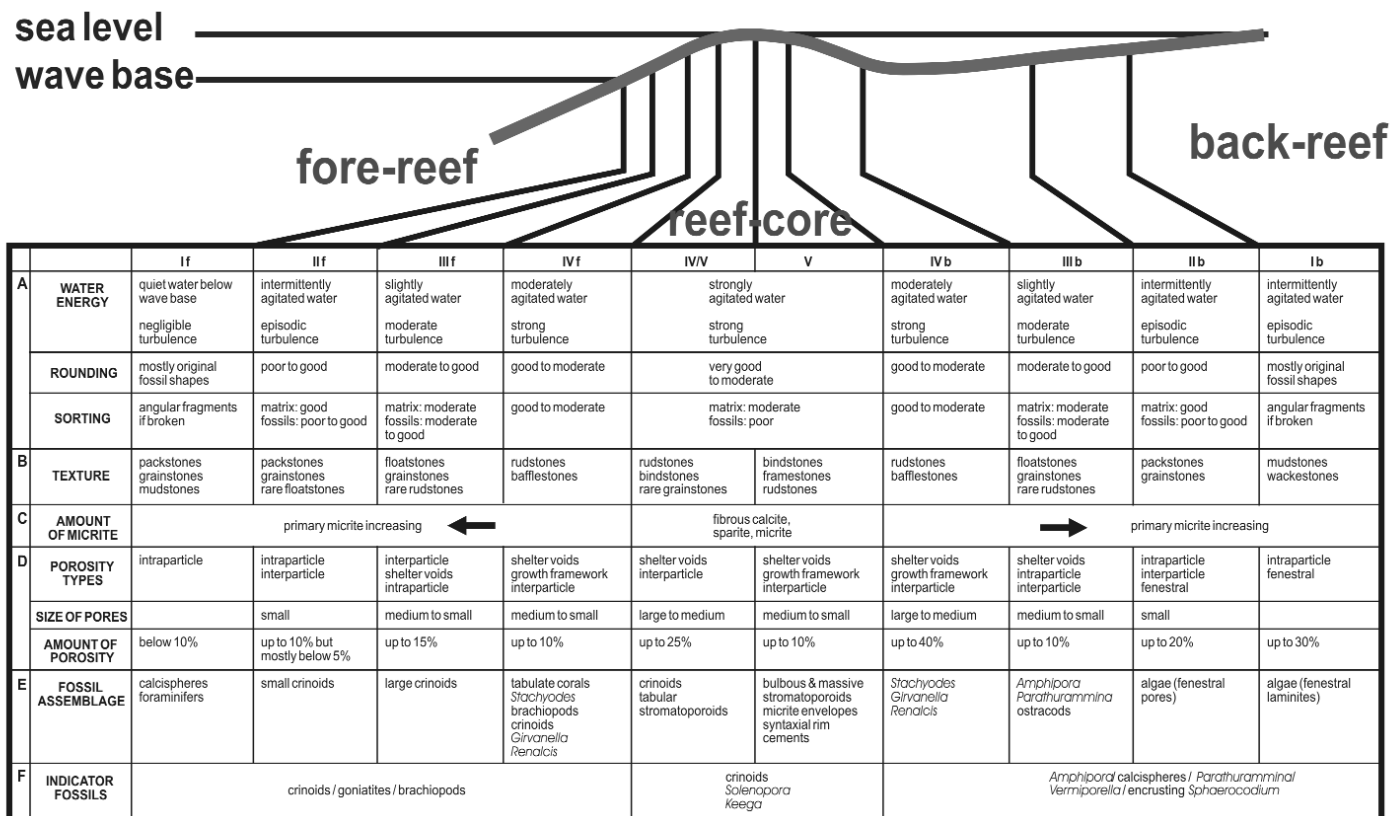 sea level
wave base
fore-reef
back-reef
reef-core
I f
II f
III f
IV f
IV/V
V
IV b
III b
II b
I b
A
WATER
ENERGY
quiet water below
wave base
negligible
turbulence
intermittently
agitated water
episodic
turbulence
slightly
agitated water
moderate
turbulence
moderately
agitated water
strong
turbulence
strongly
agitated water
strong
turbulence
moderately
agitated water
strong
turbulence
slightly
agitated water
moderate
turbulence
intermittently
agitated water
episodic
turbulence
intermittently
agitated water
episodic
turbulence
ROUNDING
mostly original
fossil shapes
poor to good
moderate to good
good to moderate
very good
to moderate
good to moderate
moderate to good
poor to good
mostly original
fossil shapes
SORTING
angular fragments
if broken
matrix: good
fossils: poor to good
matrix: moderate
fossils: moderate
to good
good to moderate
matrix: moderate
fossils: poor
good to moderate
matrix: moderate
fossils: moderate
to good
matrix: good
fossils: poor to good
angular fragments
if broken
B
TEXTURE
packstones
grainstones
mudstones
packstones
grainstones
rare floatstones
floatstones
grainstones
rare rudstones
rudstones
bafflestones
rudstones
bindstones
rare grainstones
bindstones
framestones
rudstones
rudstones
bafflestones
floatstones
grainstones
rare rudstones
packstones
grainstones
mudstones
wackestones
C
AMOUNT
OF MICRITE
primary micrite increasing
fibrous calcite,
sparite, micrite
primary micrite increasing
D
POROSITY
TYPES
intraparticle
intraparticle
interparticle
interparticle
shelter voids
intraparticle
shelter voids
growth framework
interparticle
shelter voids
interparticle
shelter voids
growth framework
interparticle
shelter voids
growth framework
interparticle
shelter voids
intraparticle
interparticle
intraparticle
interparticle
fenestral
intraparticle
fenestral
SIZE OF PORES
small
medium to small
medium to small
large to medium
medium to small
large to medium
medium to small
small
AMOUNT OF
POROSITY
below 10%
up to 10% but
mostly below 5%
up to 15%
up to 10%
up to 25%
up to 10%
up to 40%
up to 10%
up to 20%
up to 30%
E
FOSSIL
ASSEMBLAGE
calcispheres
foraminifers
small crinoids
large crinoids
tabulate corals
Stachyodes
brachiopods
crinoids
Girvanella
Renalcis
crinoids
tabular
stromatoporoids
bulbous & massive
stromatoporoids
micrite envelopes
syntaxial rim
cements
Stachyodes
Girvanella
Renalcis
Amphipora
Parathurammina
ostracods
algae (fenestral
pores)
algae (fenestral
laminites)
F
INDICATOR
FOSSILS
crinoids / goniatites / brachiopods
crinoids
Solenopora
Keega
Amphipora/ calcispheres / Parathurammina/
Vermiporella / encrusting Sphaerocodium